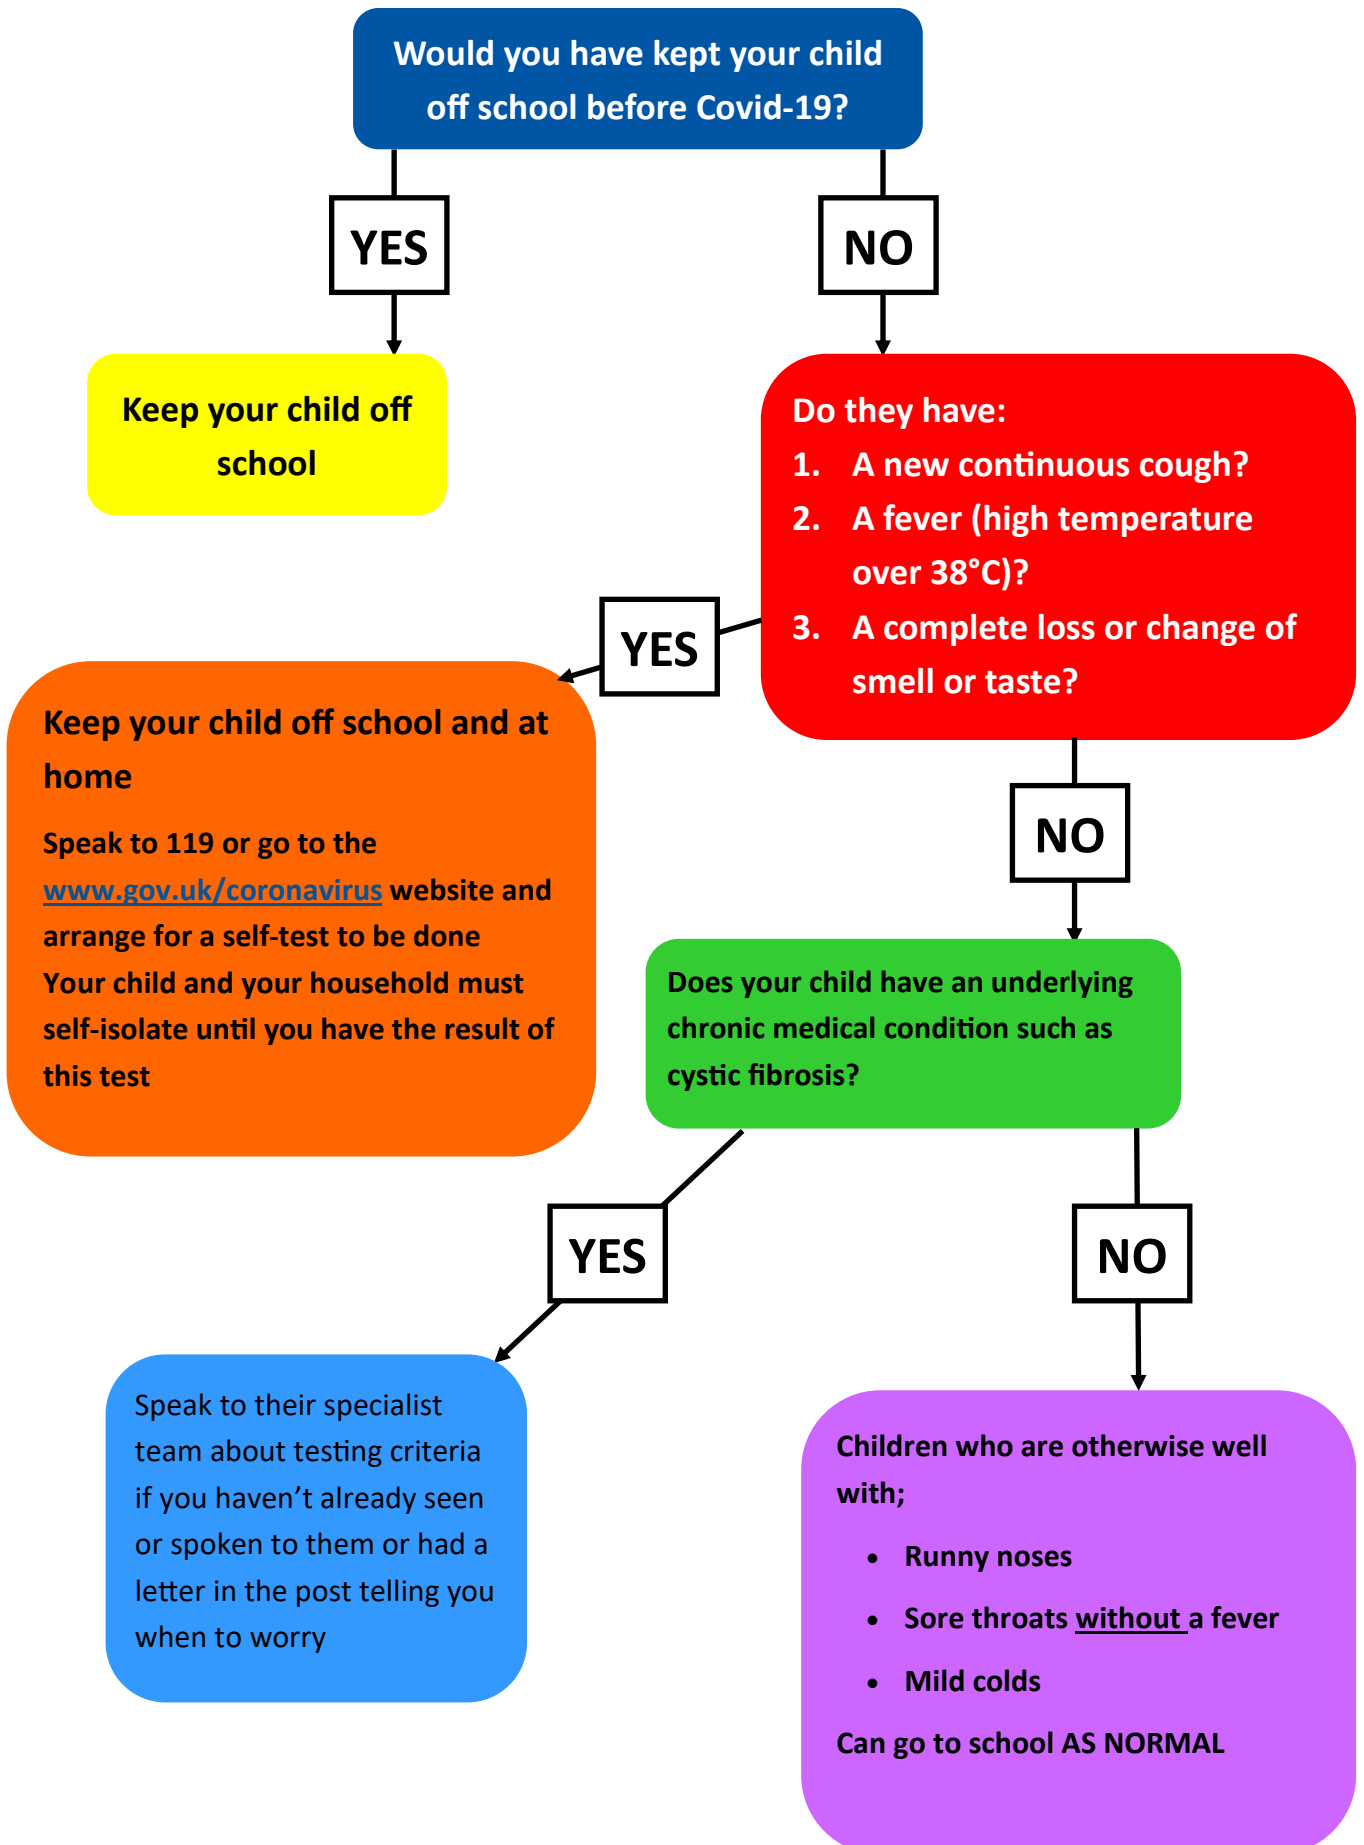 Would you have kept your child
off school before Covid-19?
YES
NO
Keep your child off
school
Do they have:
1. A new continuous cough?
2. A fever (high temperature
over 38°C)?
3. A complete loss or change of
smell or taste?
YES
Keep your child off school and at
home
Speak to 119 or go to the
www.gov.uk/coronavirus website and
arrange for a self-test to be done
Your child and your household must
self-isolate until you have the result of
this test
NO
Does your child have an underlying
chronic medical condition such as
cystic fibrosis?
YES
NO
Speak to their specialist
team about testing criteria
if you haven’t already seen
or spoken to them or had a
letter in the post telling you
when to worry
Children who are otherwise well
with;
• Runny noses
• Sore throats without a fever
• Mild colds
Can go to school AS NORMAL